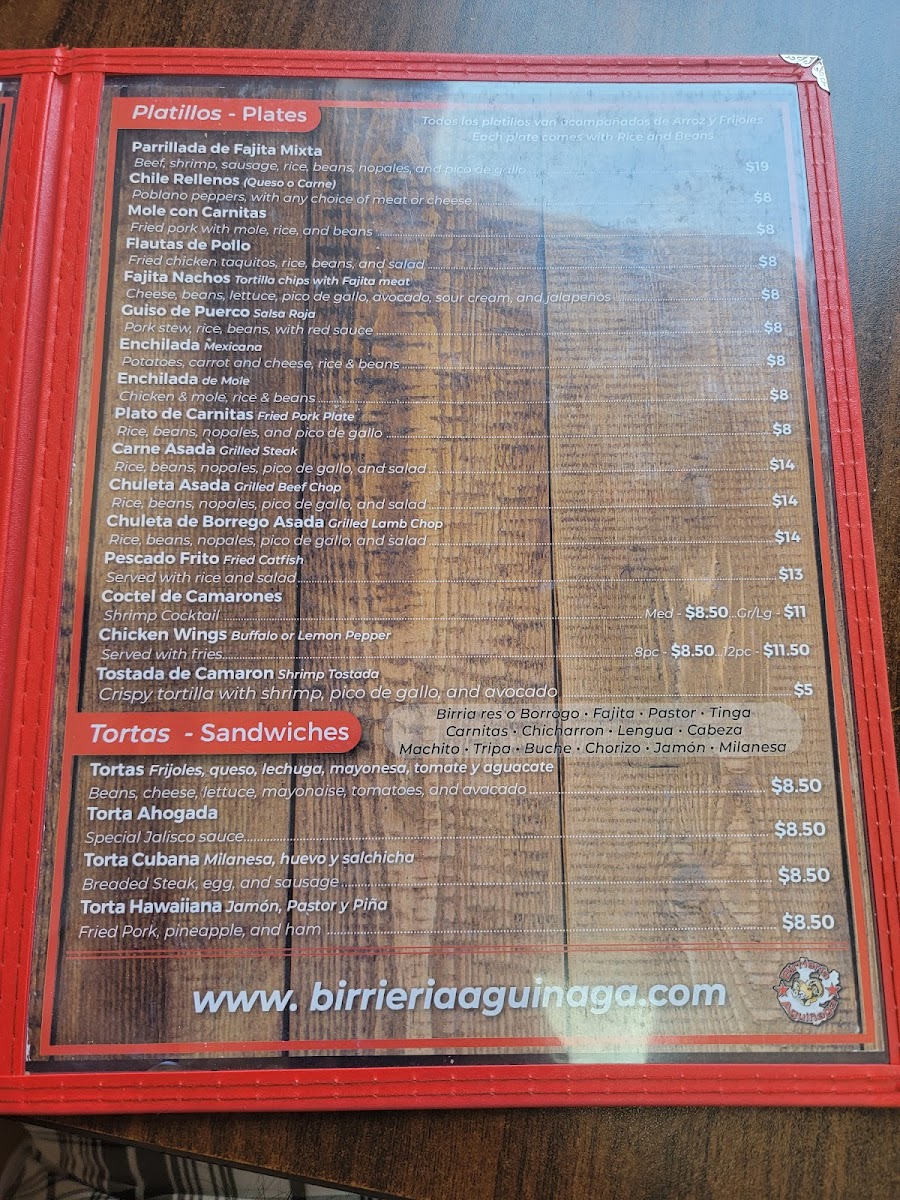 Platillos - Plates
Todos los platillos van acompanados de Arroz y Frijoles
Each plate comes with Rice and Beans
Parrillada de Fajita Mixta
Beef, shrimp, sausage, rice, beans, nopales, and pico de gallo $19
Chile Rellenos (Queso o Carne)
Poblano peppers, with any choice of meat or cheese $8
Mole con Carnitas
Fried pork with mole, rice, and beans $8
Flautas de Pollo
Fried chicken taquitos, rice, beans, and salad $8
Fajita Nachos Tortilla chips with Fajita meat
Cheese, beans, lettuce, pico de gallo, avocado, sour cream, and jalapeños $8
Guiso de Puerco Salsa Roja
Pork stew, rice, beans, with red sauce $8
Enchilada Mexicana
Potatoes, carrot and cheese, rice & beans $8
Enchilada de Mole
Chicken & mole, rice & beans $8
Plato de Carnitas Fried Pork Plate
Rice, beans, nopales, and pico de gallo $8
Carne Asada Grilled Steak
Rice, beans, nopales, pico de gallo, and salad $14
Chuleta Asada Grilled Beef Chop
Rice, beans, nopales, pico de gallo, and salad $14
Chuleta de Borrego Asada Grilled Lamb Chop
Rice, beans, nopales, pico de gallo, and salad $14
Pescado Frito Fried Catfish
Served with rice and salad $13
Coctel de Camarones
Shrimp Cocktail Med - $8.50...Gr/Lg - $11
Chicken Wings Buffalo or Lemon Pepper
Served with fries 8pc - $8.50...12pc - $11.50
Tostada de Camaron Shrimp Tostada
Crispy tortilla with shrimp, pico de gallo, and avocado $5
Tortas - Sandwiches
Birria res o Borrogo • Fajita • Pastor • Tinga
Carnitas • Chicharron • Lengua • Cabeza
Machito • Tripa • Buche • Chorizo • Jamón • Milanesa
Tortas Frijoles, queso, lechuga, mayonesa, tomate y aguacate
Beans, cheese, lettuce, mayonaise, tomatoes, and avacado $8.50
Torta Ahogada
Special Jalisco sauce $8.50
Torta Cubana Milanesa, huevo y salchicha
Breaded Steak, egg, and sausage $8.50
Torta Hawaiiana Jamón, Pastor y Piña
Fried Pork, pineapple, and ham $8.50
www. birrieriaaguinaga.com
Aguinaga